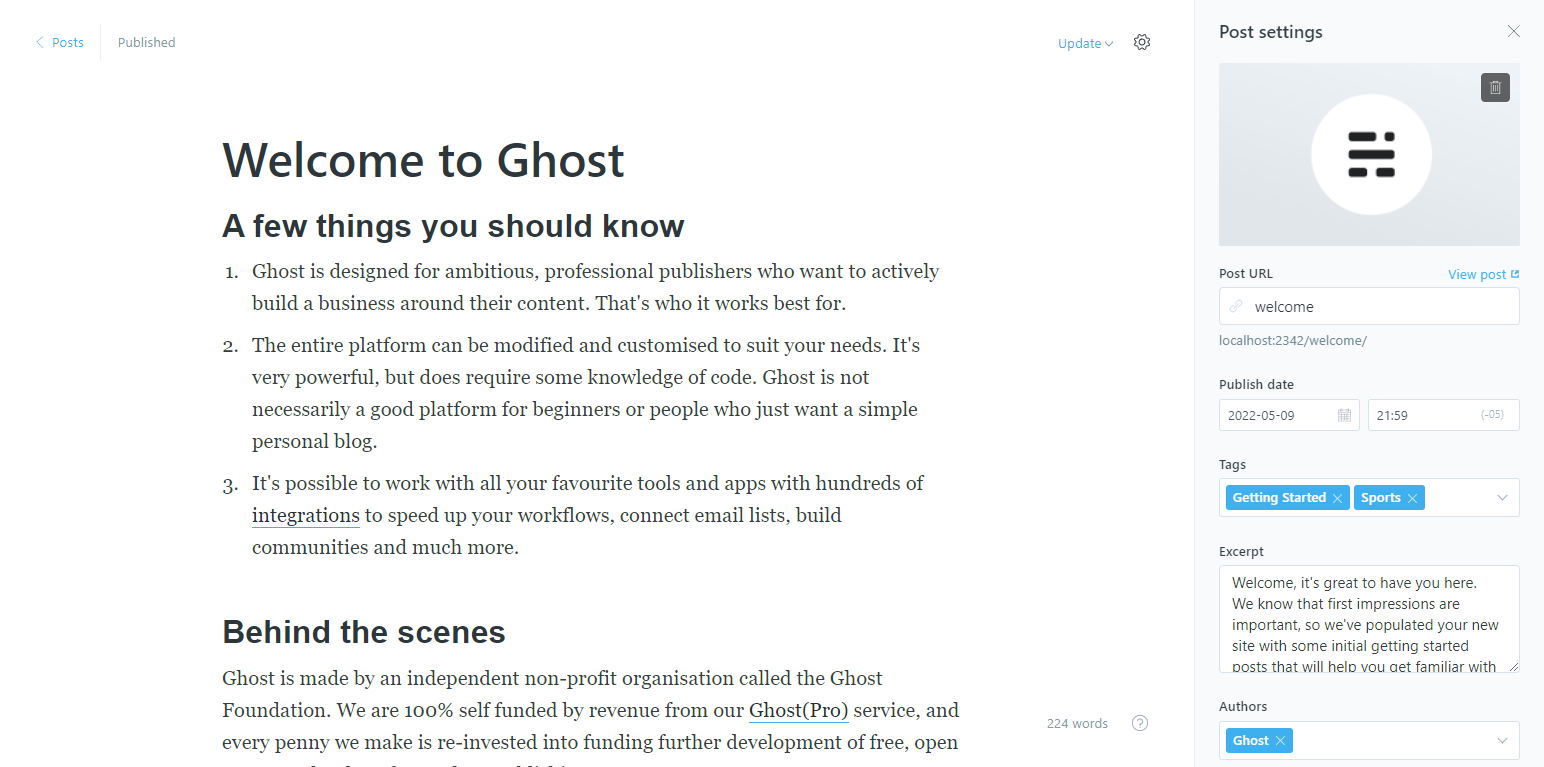 Posts
Published
Update
Welcome to Ghost
A few things you should know
1. Ghost is designed for ambitious, professional publishers who want to actively
build a business around their content. That's who it works best for.
2. The entire platform can be modified and customised to suit your needs. It's
very powerful, but does require some knowledge of code. Ghost is not
necessarily a good platform for beginners or people who just want a simple
personal blog.
3. It's possible to work with all your favourite tools and apps with hundreds of
integrations to speed up your workflows, connect email lists, build
communities and much more.
Behind the scenes
Ghost is made by an independent non-profit organisation called the Ghost
Foundation. We are 100% self funded by revenue from our Ghost(Pro) service, and
every penny we make is re-invested into funding further development of free, open
224 words
?
Post settings
Post URL
View post
welcome
localhost:2342/welcome/
Publish date
2022-05-09
21:59
(-05)
Tags
Getting Started
Sports
Excerpt
Welcome, it's great to have you here.
We know that first impressions are
important, so we've populated your new
site with some initial getting started
posts that will help you get familiar with
Authors
Ghost